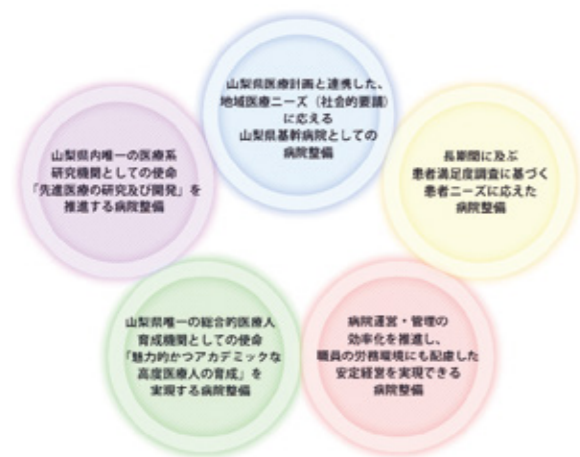 山梨県医療計画と連携した、
地域医療ニーズ（社会的要請）
に応える
山梨県基幹病院としての
病院整備
長期間に及ぶ
患者満足度調査に基づく
患者ニーズに応えた
病院整備
病院運営・管理の
効率化を推進し、
職員の労務環境にも配慮した
安定経営を実現できる
病院整備
山梨県唯一の総合的医療人
育成機関としての使命
「魅力的かつアカデミックな
高度医療人の育成」を
実現する病院整備
山梨県内唯一の医療系
研究機関としての使命
「先進医療の研究及び開発」を
推進する病院整備